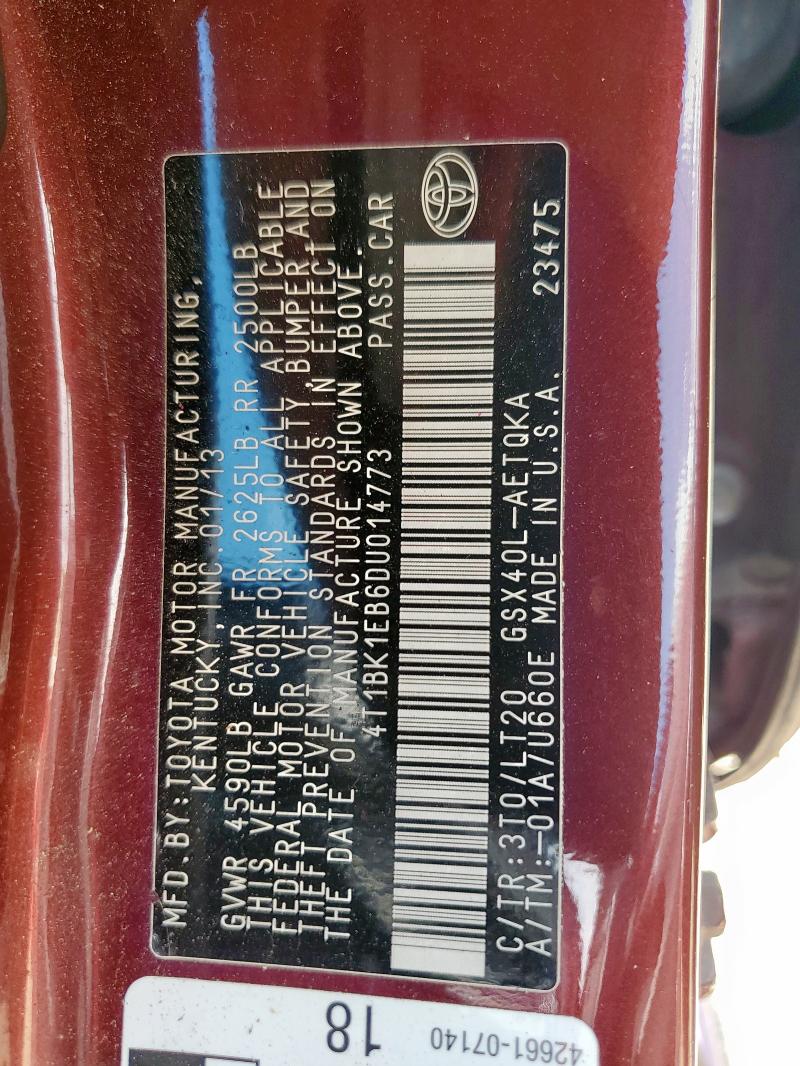 MFD.BY:TOYOTA MOTOR MANUFACTURING,
KENTUCKY,INC.01/13
GVWR 4590LB GAWR FR 2625LB RR 2500LB
THIS VEHICLE CONFORMS TO ALL APPLICABLE
FEDERAL MOTOR VEHICLE SAFETY,BUMPER AND
THEFT PREVENTION STANDARDS IN EFFECT ON
THE DATE OF MANUFACTURE SHOWN ABOVE.
4T1BK1EB6DU014773 PASS.CAR
C/TR:3T0/LT20 GSX40L-AETQKA
A/TM:-01A/U660E MADE IN U.S.A. 23475
18
42661-07140